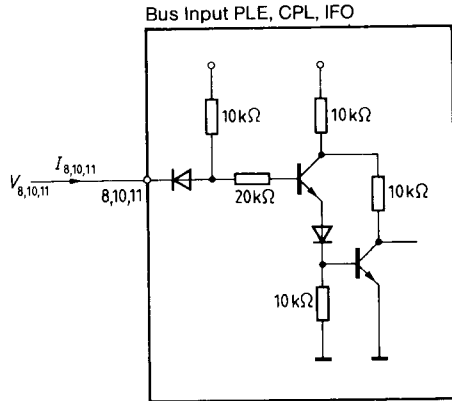 Bus Input PLE, CPL, IFO
10kΩ
10kΩ
I8,10,11
V8,10,11
8,10,11
20kΩ
10kΩ
10kΩ